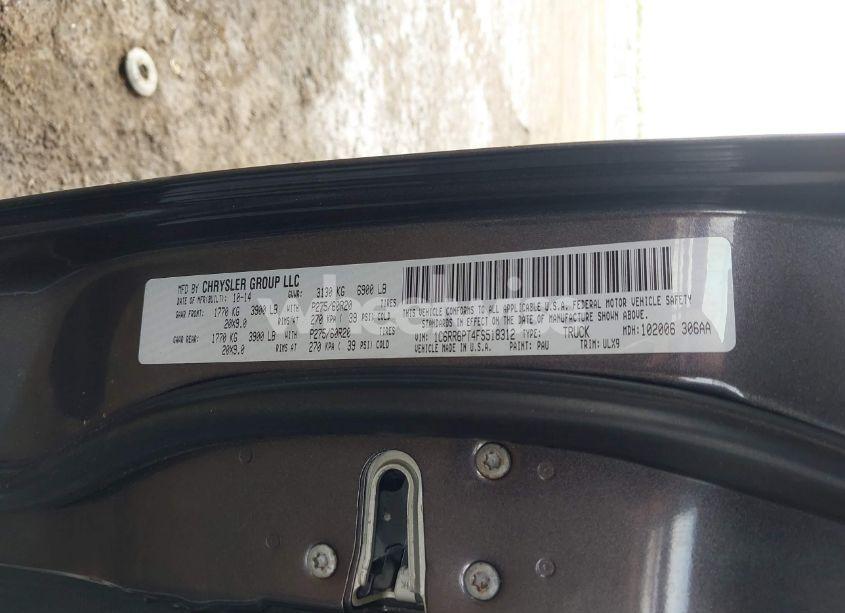 MFD BY CHRYSLER GROUP LLC
DATE OF MFR(BUILT): 10-14 GVWR: 3130 KG 6900 LB
GAWR FRONT: 1770 KG 3900 LB WITH P275/60R20 TIRES
20X9.0 RIMS AT 270 KPA ( 39 PSI) COLD
GAWR REAR: 1770 KG 3900 LB WITH P275/60R20 TIRES
20X9.0 RIMS AT 270 KPA ( 39 PSI) COLD
THIS VEHICLE CONFORMS TO ALL APPLICABLE U.S.A. FEDERAL MOTOR VEHICLE SAFETY
STANDARDS IN EFFECT ON THE DATE OF MANUFACTURE SHOWN ABOVE.
VIN: 1C6RR6PT4FS518312 TYPE: TRUCK MDH:102006 306AA
VEHICLE MADE IN U.S.A. PAINT: PAU TRIM: ULX9